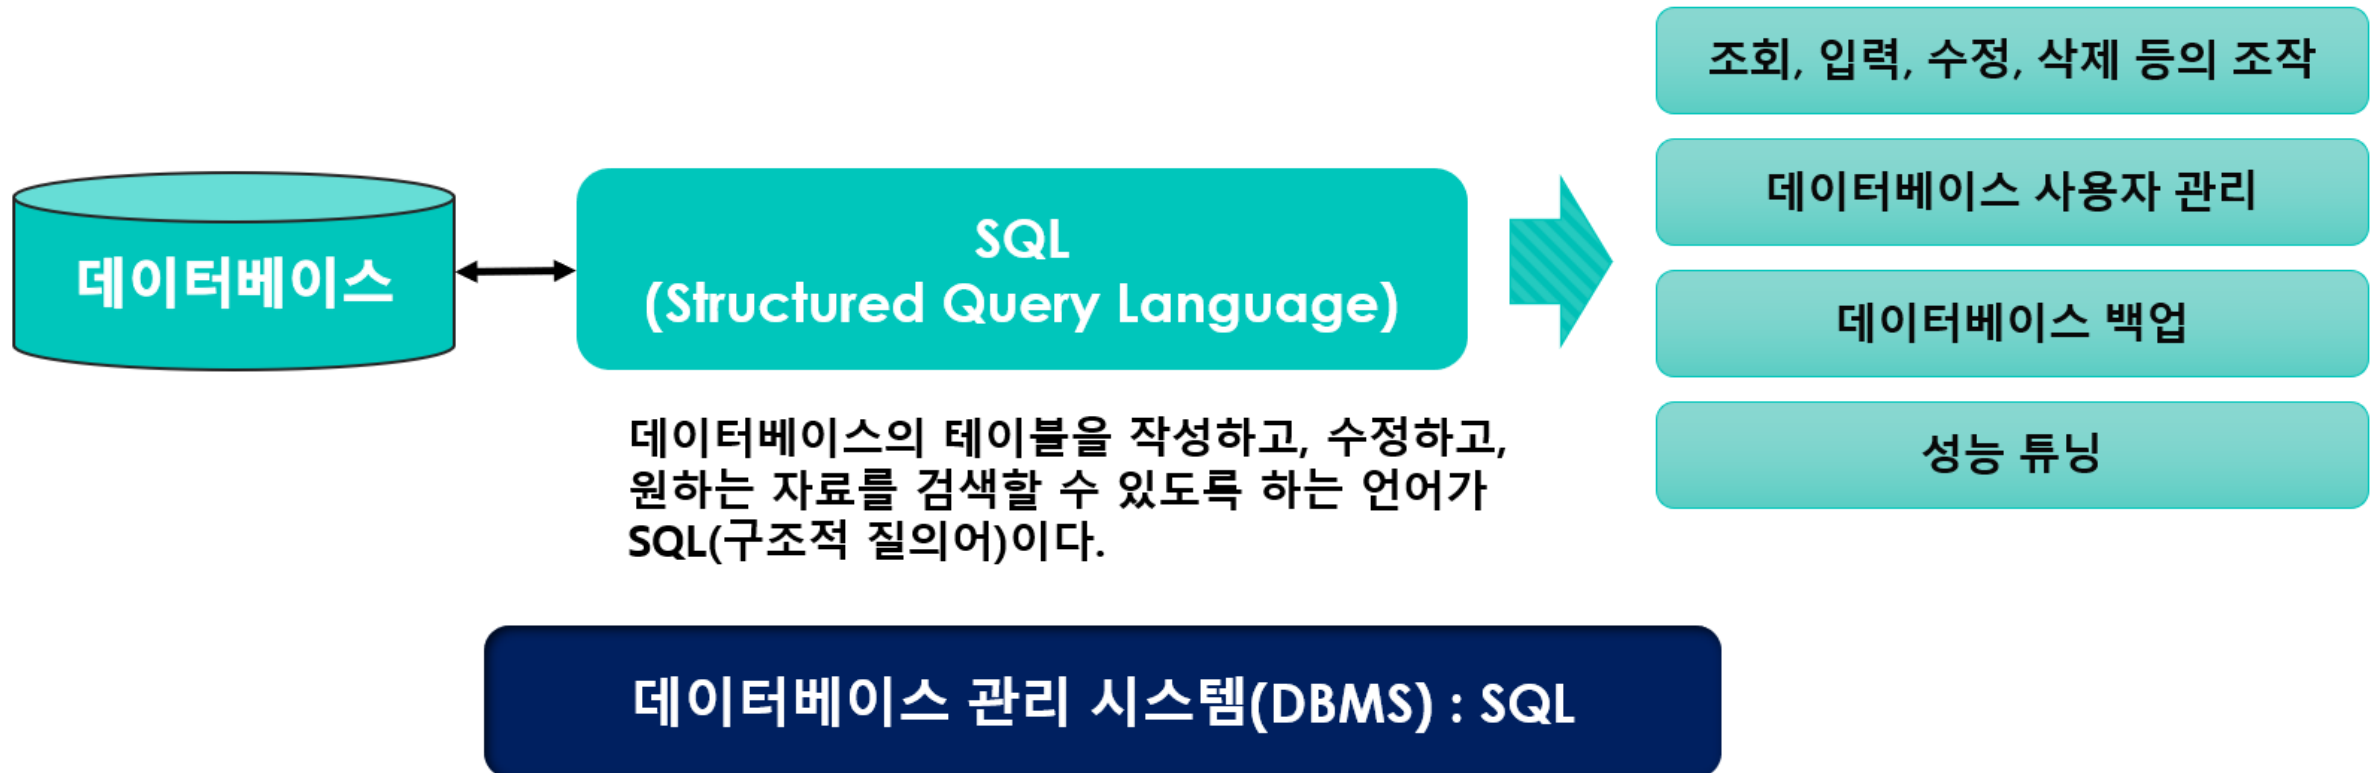 데이터베이스
SQL
(Structured Query Language)
데이터베이스의 테이블을 작성하고, 수정하고,
원하는 자료를 검색할 수 있도록 하는 언어가
SQL(구조적 질의어)이다.
조회, 입력, 수정, 삭제 등의 조작
데이터베이스 사용자 관리
데이터베이스 백업
성능 튜닝
데이터베이스 관리 시스템(DBMS) : SQL